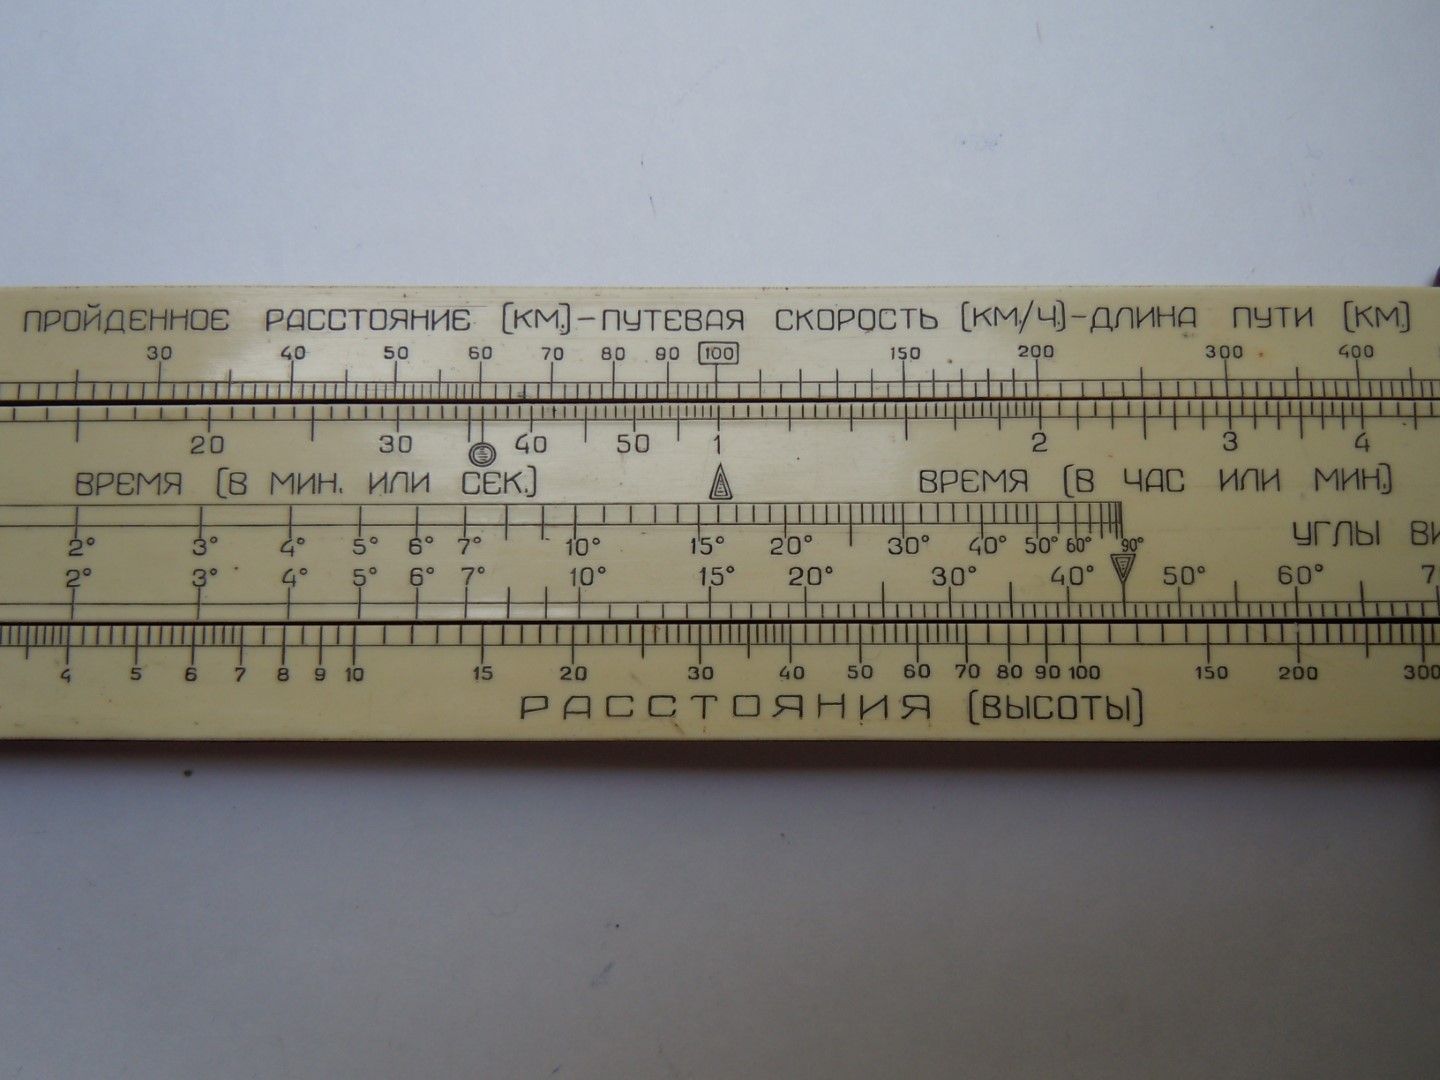 ПРОЙДЕННОЕ РАССТОЯНИЕ (КМ.)-ПУТЕВАЯ СКОРОСТЬ (КМ/Ч.)-ДЛИНА ПУТИ (КМ)
30 40 50 60 70 80 90 100 150 200 300 400
20 30 40 50 1 2 3 4
ВРЕМЯ (В МИН. ИЛИ СЕК.) ВРЕМЯ (В ЧАС ИЛИ МИН.)
УГЛЫ
2° 3° 4° 5° 6° 7° 10° 15° 20° 30° 40° 50° 60° 90°
2° 3° 4° 5° 6° 7° 10° 15° 20° 30° 40° 50° 60°
4 5 6 7 8 9 10 15 20 30 40 50 60 70 80 90 100 150 200 300
РАССТОЯНИЯ (ВЫСОТЫ)